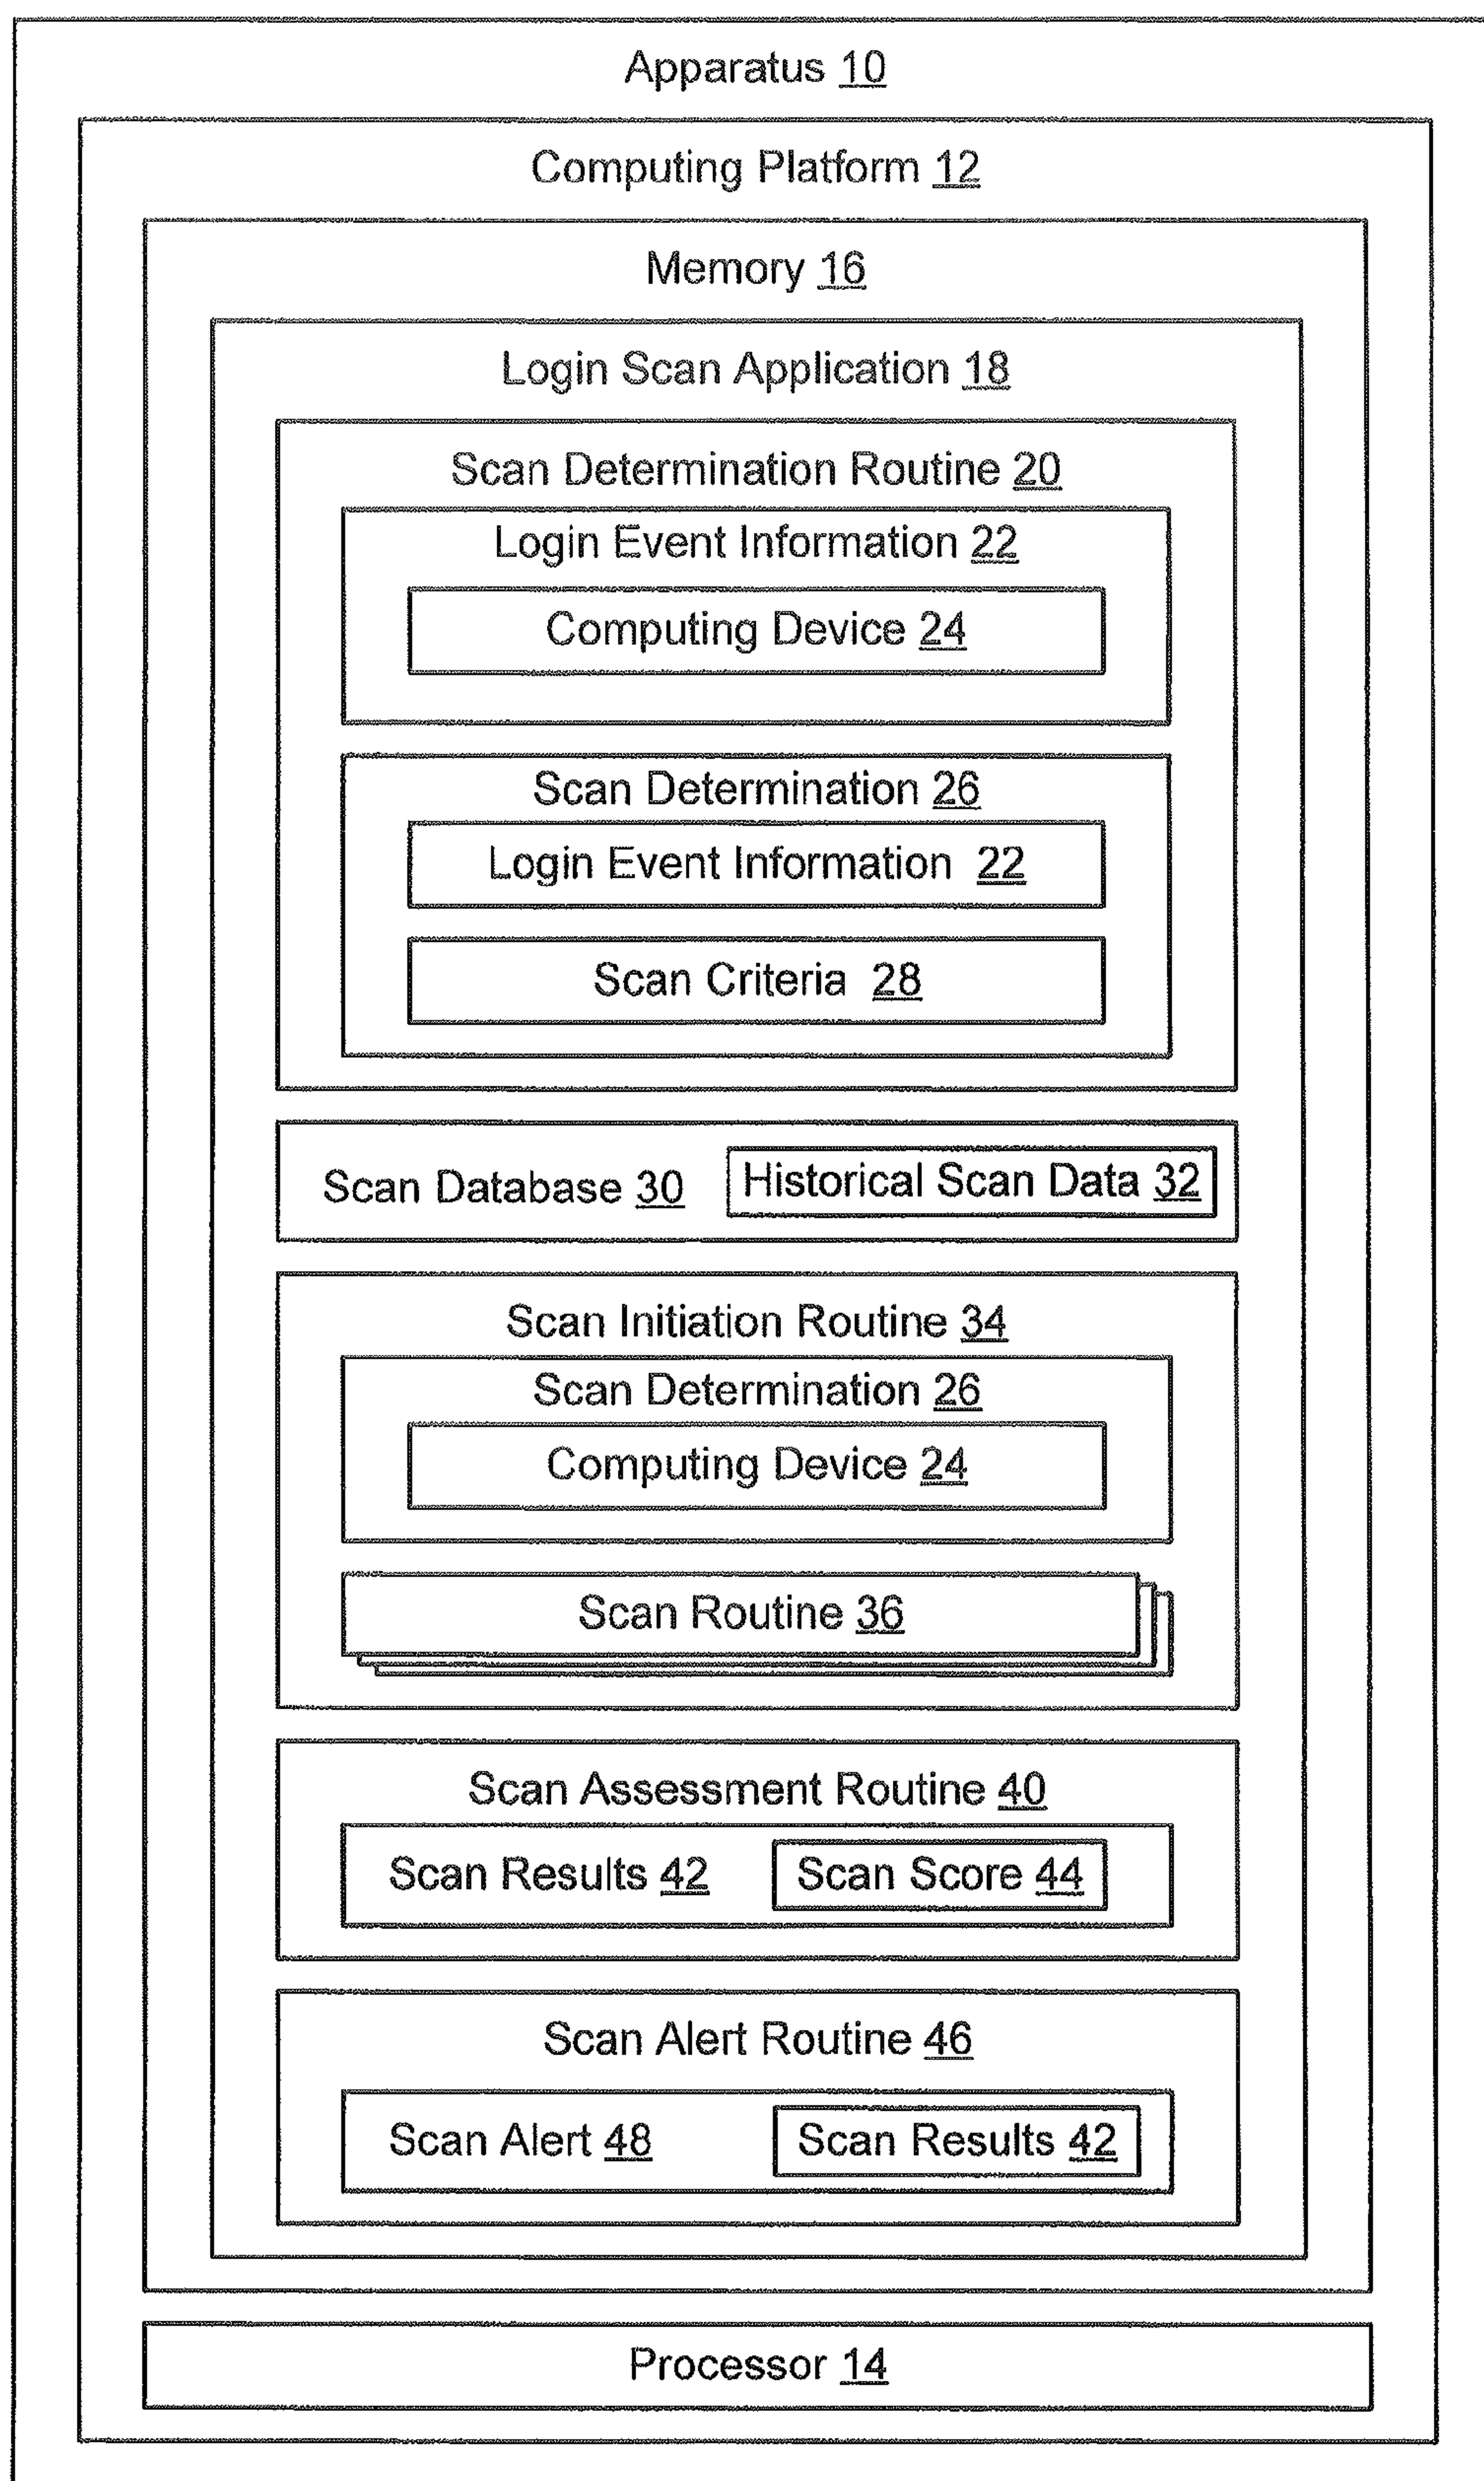 Apparatus 10
Computing Platform 12
Memory 16
Login Scan Application 18
Scan Determination Routine 20
Login Event Information 22
Computing Device 24
Scan Determination 26
Login Event Information 22
Scan Criteria 28
Scan Database 30
Historical Scan Data 32
Scan Initiation Routine 34
Scan Determination 26
Computing Device 24
Scan Routine 36
Scan Assessment Routine 40
Scan Results 42
Scan Score 44
Scan Alert Routine 46
Scan Alert 48
Scan Results 42
Processor 14